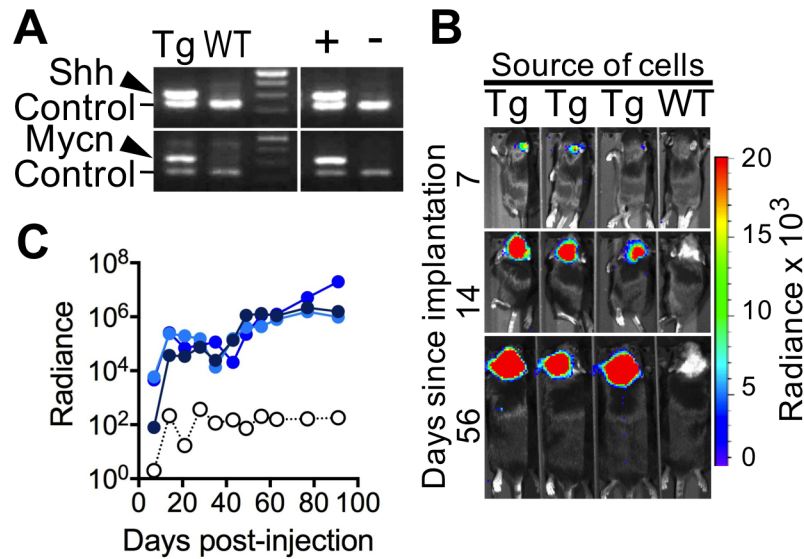 A
Tg WT + -
Shh
Control
Mycn
Control
B
Source of cells
Tg Tg Tg WT
Days since implantation
7
14
56
20
15
10
5
0
Radiance x 10³
C
10⁸
10⁶
10⁴
10²
10⁰
Radiance
0 20 40 60 80 100
Days post-injection